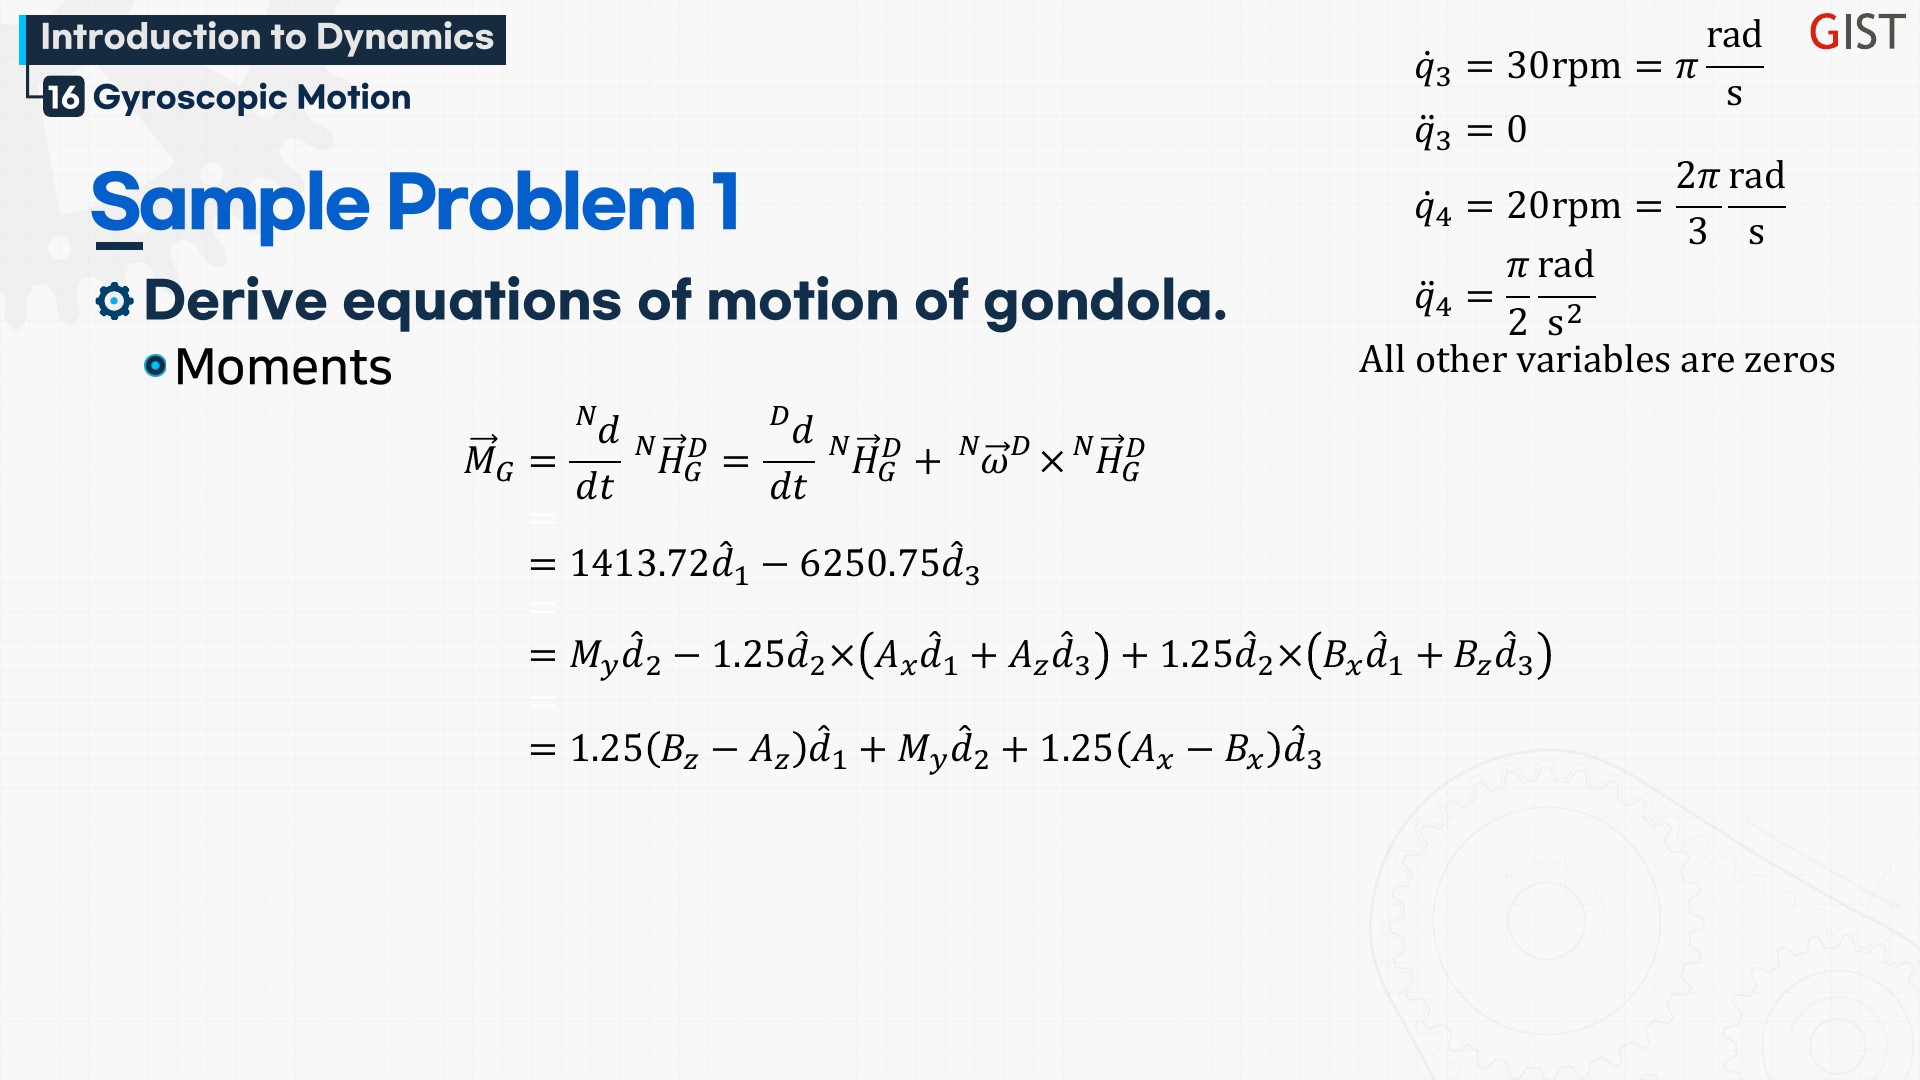 Introduction to Dynamics
GIST
16 Gyroscopic Motion
q̇₃ = 30rpm = π rad/s
q̈₃ = 0
q̇₄ = 20rpm = 2π/3 rad/s
q̈₄ = π/2 rad/s²
All other variables are zeros
Sample Problem 1
Derive equations of motion of gondola.
Moments
M⃗_G = ᴺd/dt ᴺH⃗_G^D = ᴰd/dt ᴺH⃗_G^D + ᴺω⃗ᴰ × ᴺH⃗_G^D
= 1413.72d̂₁ − 6250.75d̂₃
= M_y d̂₂ − 1.25d̂₂×(A_x d̂₁ + A_z d̂₃) + 1.25d̂₂×(B_x d̂₁ + B_z d̂₃)
= 1.25(B_z − A_z)d̂₁ + M_y d̂₂ + 1.25(A_x − B_x)d̂₃